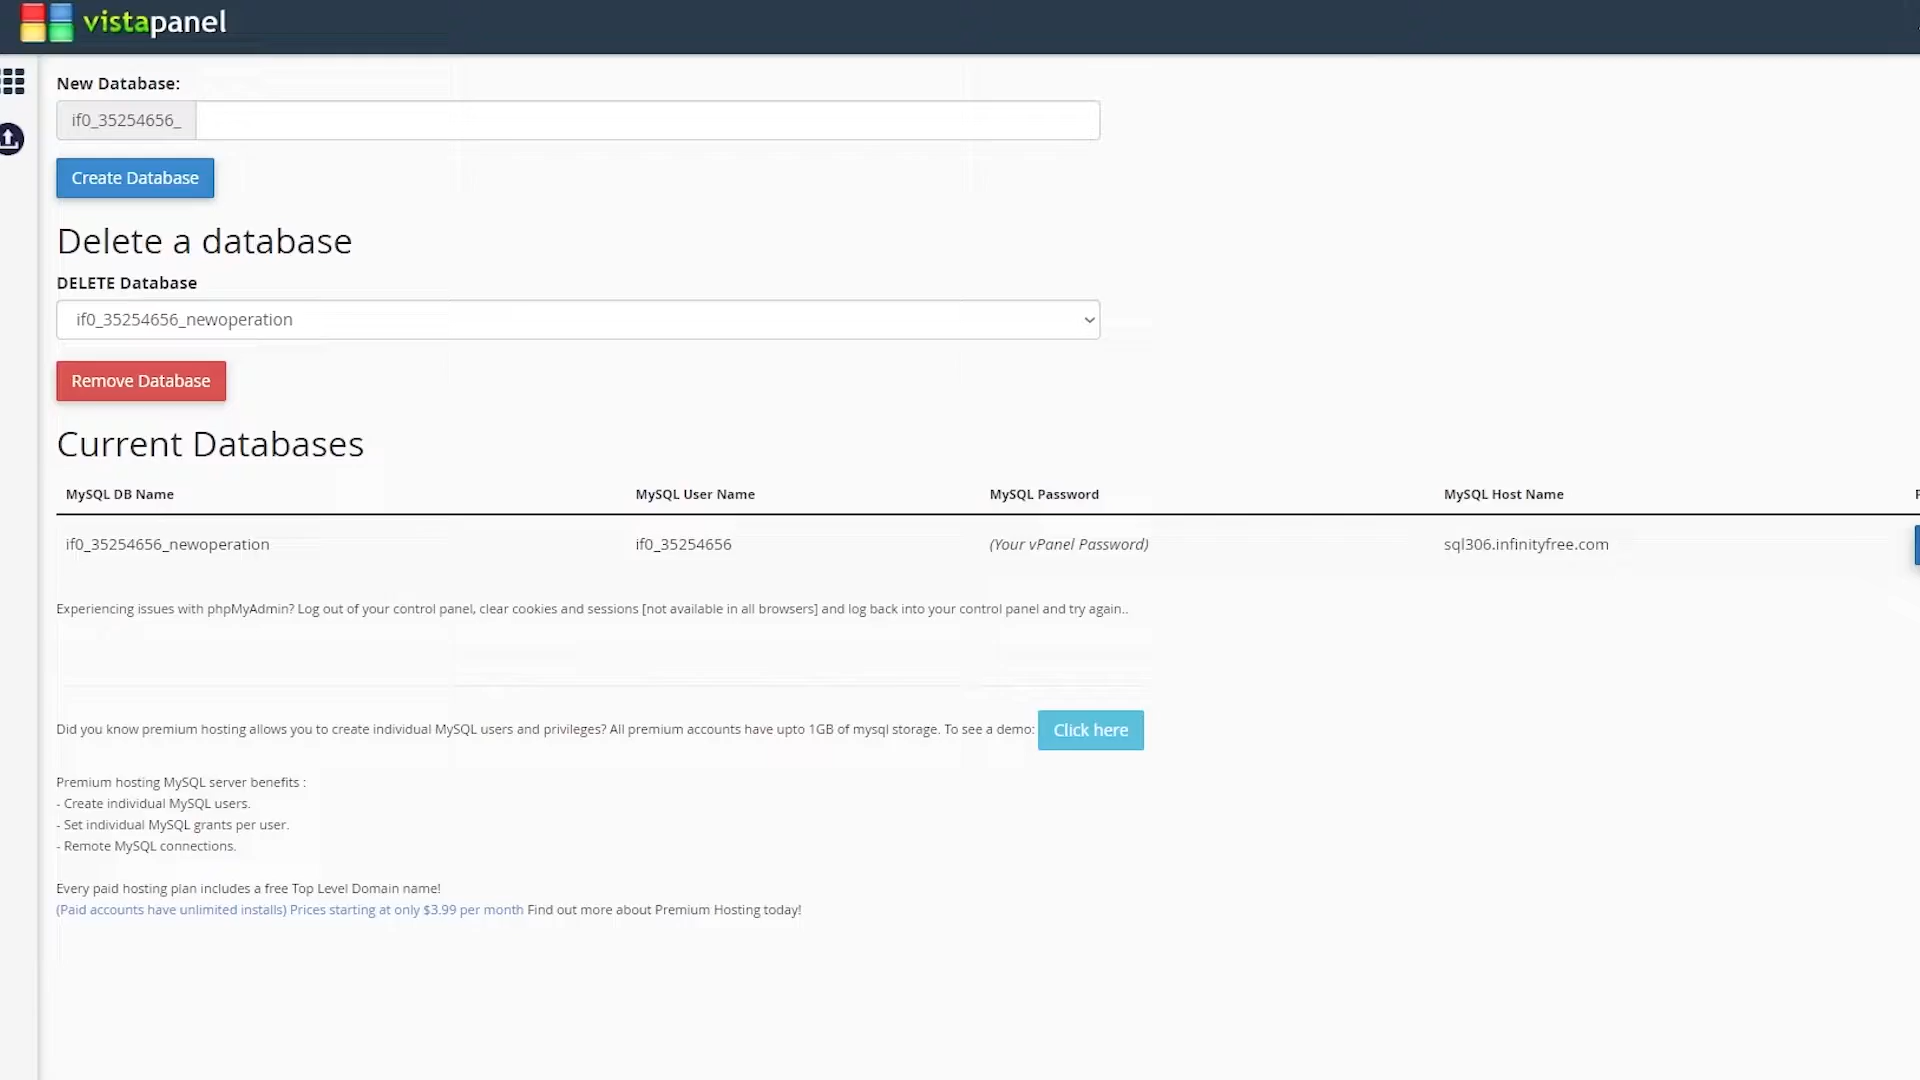 vistapanel
New Database:
if0_35254656_
Create Database
Delete a database
DELETE Database
if0_35254656_newoperation
Remove Database
Current Databases
MySQL DB Name MySQL User Name MySQL Password MySQL Host Name
if0_35254656_newoperation if0_35254656 (Your vPanel Password) sql306.infinityfree.com
Experiencing issues with phpMyAdmin? Log out of your control panel, clear cookies and sessions [not available in all browsers] and log back into your control panel and try again..
Did you know premium hosting allows you to create individual MySQL users and privileges? All premium accounts have upto 1GB of mysql storage. To see a demo: Click here
Premium hosting MySQL server benefits :
- Create individual MySQL users.
- Set individual MySQL grants per user.
- Remote MySQL connections.
Every paid hosting plan includes a free Top Level Domain name!
(Paid accounts have unlimited installs) Prices starting at only $3.99 per month Find out more about Premium Hosting today!